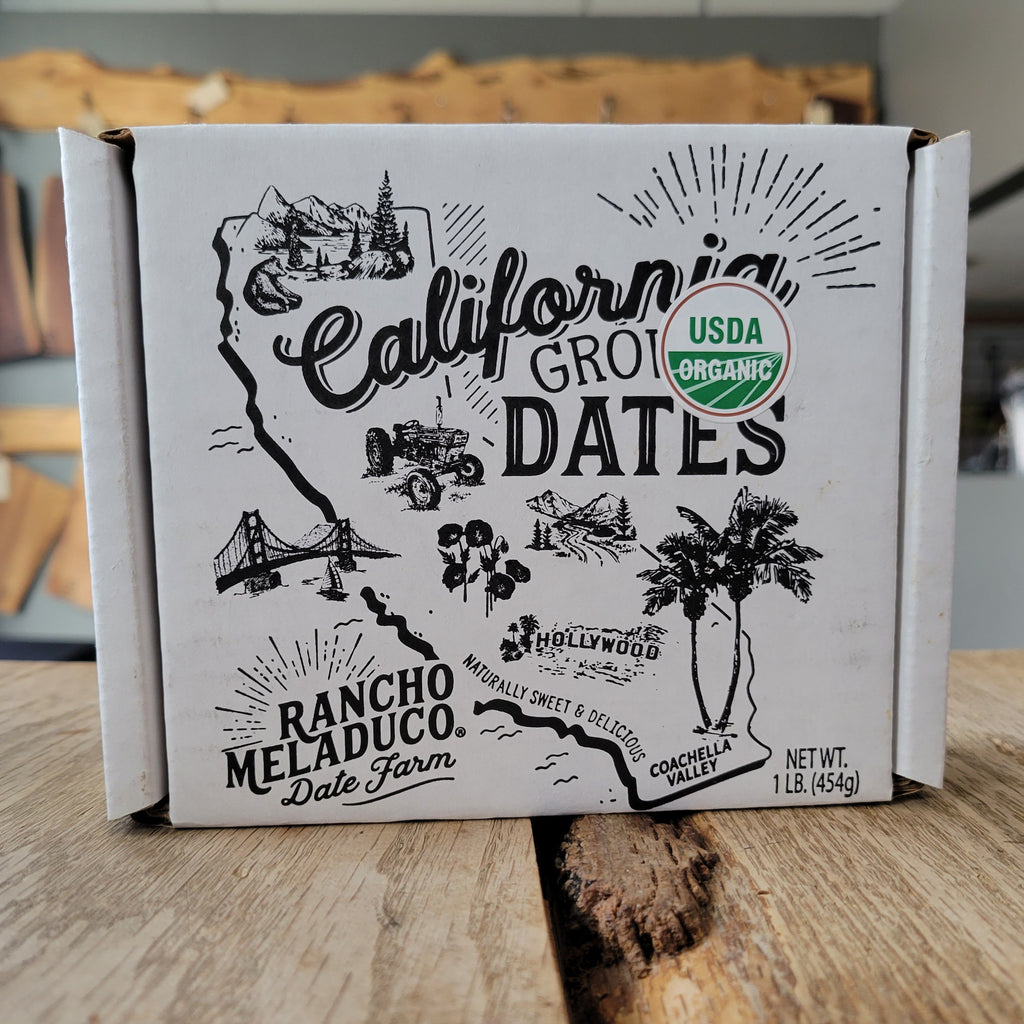 California
GRO
DATES
USDA
ORGANIC
HOLLYWOOD
NATURALLY SWEET & DELICIOUS
RANCHO
MELADUCO®
Date Farm
COACHELLA
VALLEY
NET WT.
1 LB. (454g)